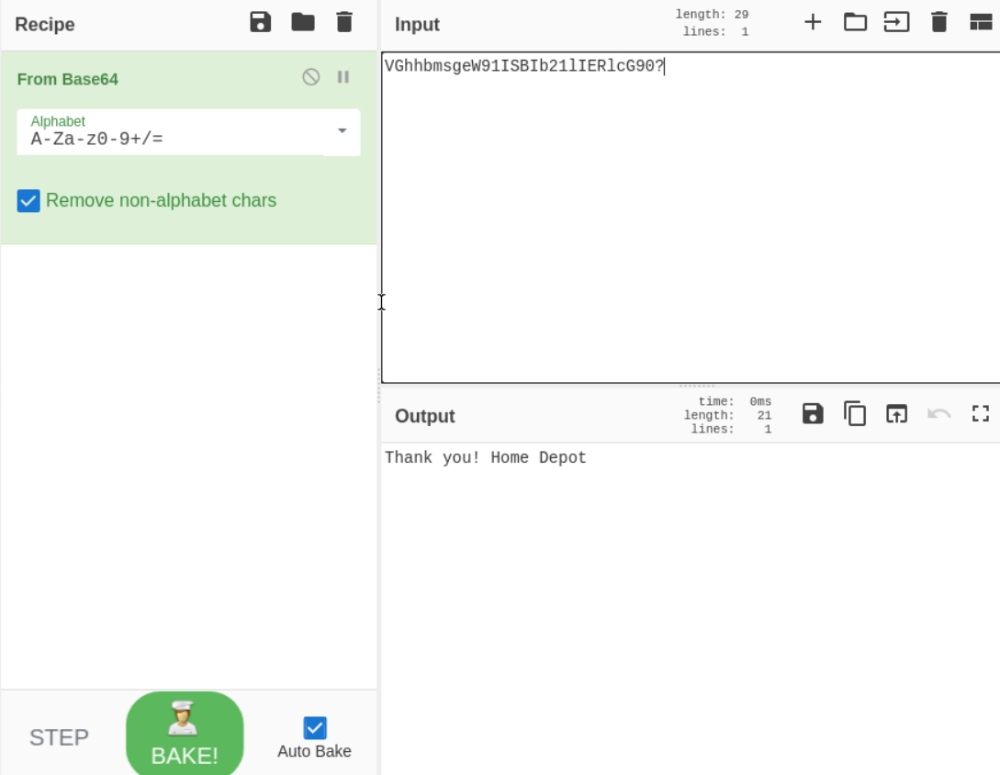 Recipe
From Base64
Alphabet
A-Za-z0-9+/=
Remove non-alphabet chars
STEP
BAKE!
Auto Bake
Input
length: 29
lines: 1
VGhhbmsgeW91ISBIb21lIERlcG90?
Output
time: 0ms
length: 21
lines: 1
Thank you! Home Depot